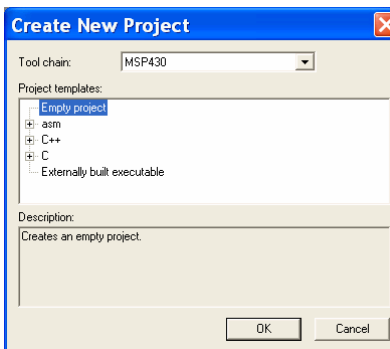 Create New Project
Tool chain: MSP430
Project templates:
Empty project
asm
C++
C
Externally built executable
Description:
Creates an empty project.
OK Cancel